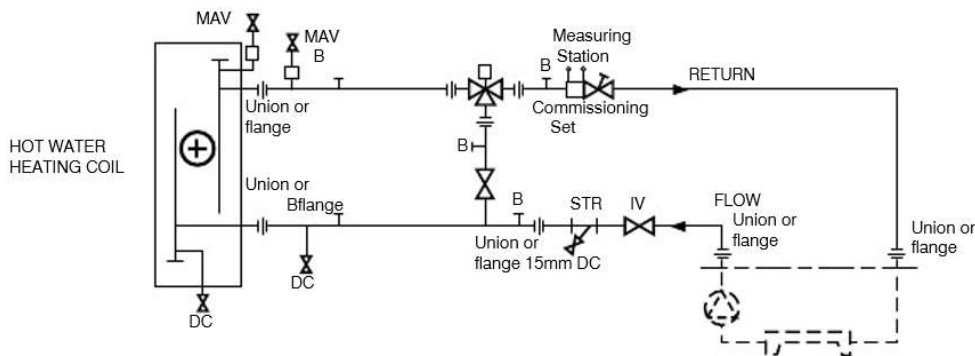 MAV
MAV
B
Measuring
Station
B
RETURN
Union or
flange
Commissioning
Set
HOT WATER
HEATING COIL
B
Union or
Bflange
B
STR
IV
FLOW
Union or
flange
Union or
flange
Union or
flange 15mm DC
DC
DC